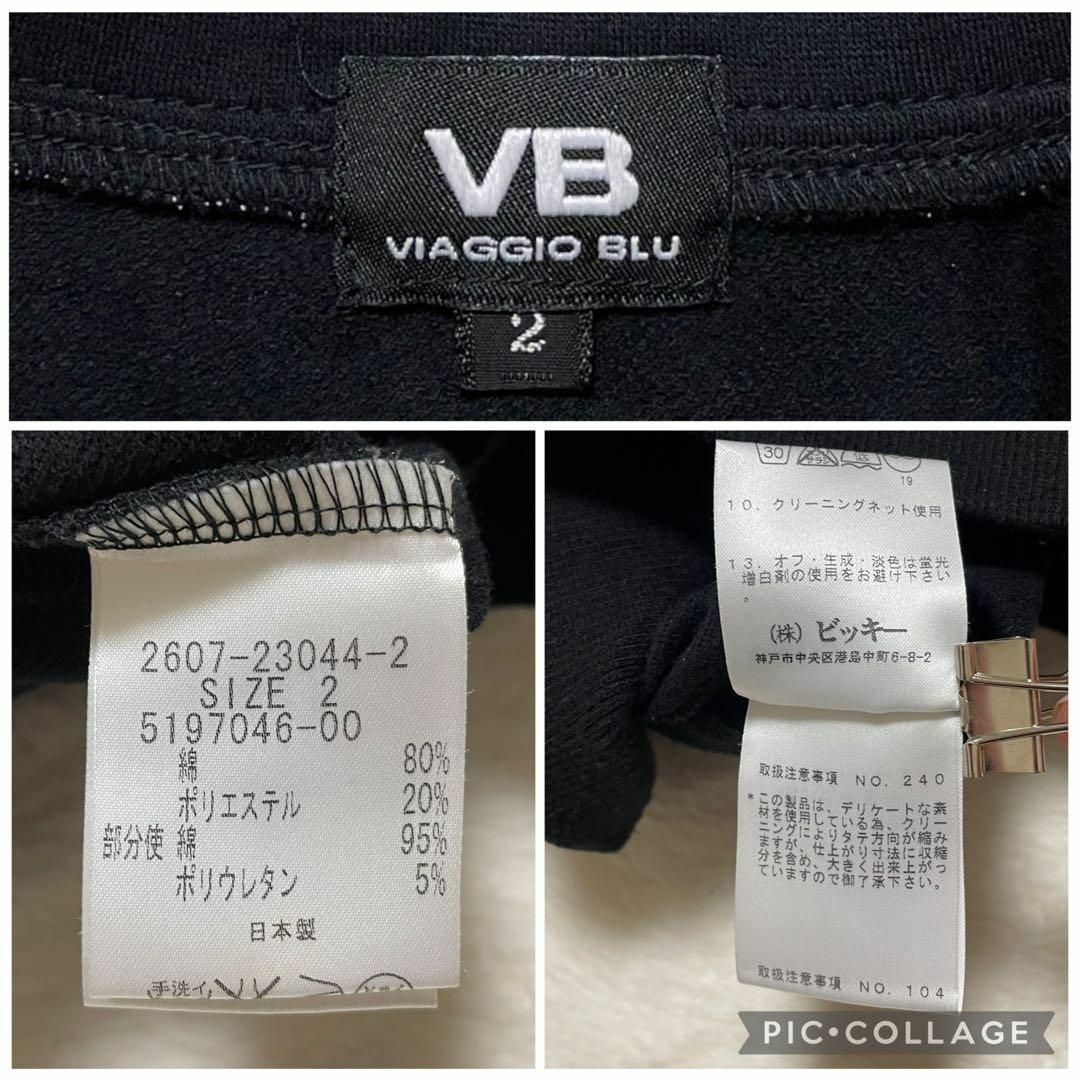 VB
VIAGGIO BLU
2
2607-23044-2
SIZE 2
5197046-00
綿 80%
ポリエステル 20%
部分使 綿 95%
ポリウレタン 5%
日本製
手洗イ
30 低
19
10. クリーニングネット使用
13. オフ・生成・淡色は蛍光
増白剤の使用をお避け下さい
。
(株) ビッキー
神戸市中央区港島中町6-8-2
取扱注意事項 NO. 240
*この製品は、デリケートな素
材を使用している為、クリー
ニングによりタテ方向が縮み
ますが、仕上がり寸法に収縮
分を含め、大きく出来上がっ
ていますので御了承下さい。
取扱注意事項 NO. 104
PIC•COLLAGE